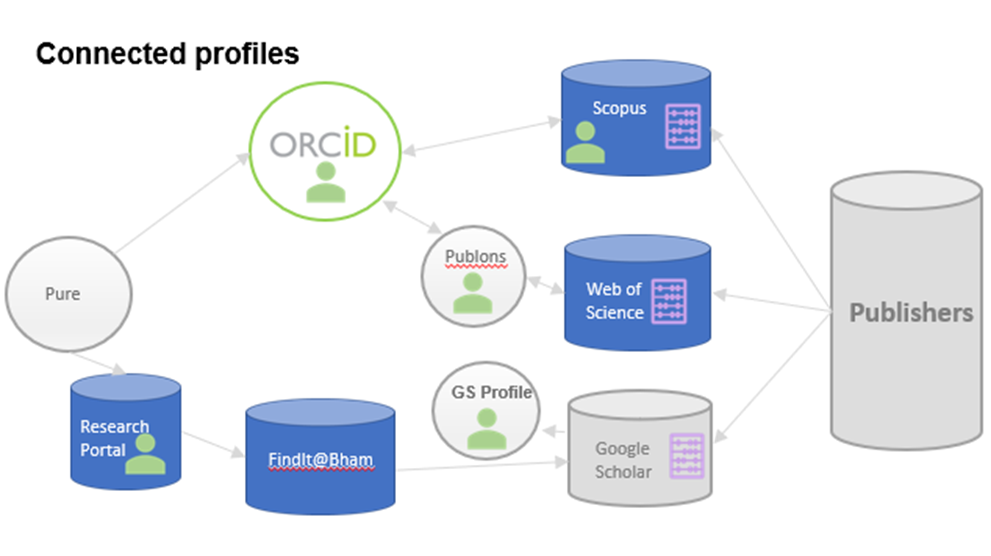 Connected profiles
ORCiD
Scopus
Publons
Pure
Web of
Science
Publishers
GS Profile
Research
Portal
FindIt@Bham
Google
Scholar